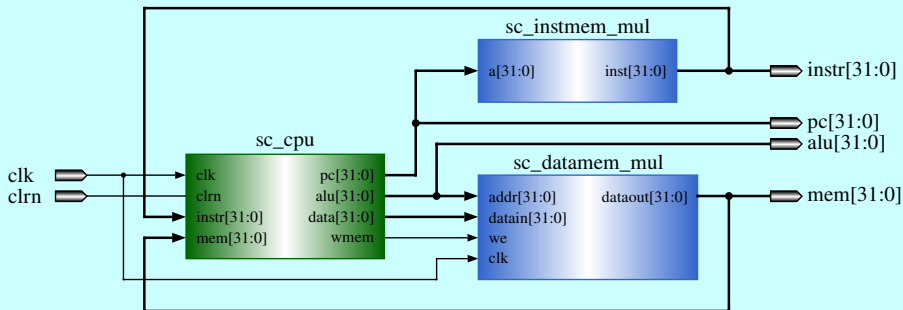 sc_instmem_mul
a[31:0] inst[31:0]
instr[31:0]
pc[31:0]
alu[31:0]
sc_cpu
clk
clrn
clk pc[31:0]
clrn alu[31:0]
instr[31:0] data[31:0]
mem[31:0] wmem
sc_datamem_mul
addr[31:0] dataout[31:0]
datain[31:0]
we
clk
mem[31:0]